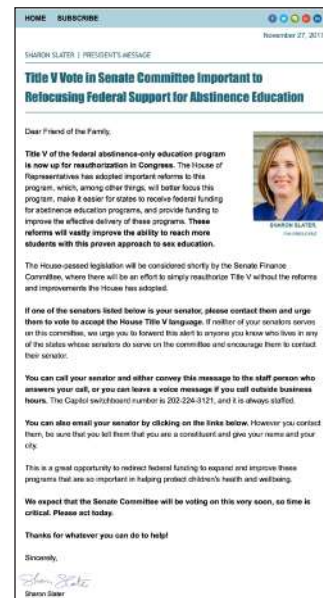 HOME SUBSCRIBE
November 27, 201
SHARON SLATER | PRESIDENT'S MESSAGE
Title V Vote in Senate Committee Important to
Refocusing Federal Support for Abstinence Education
Dear Friend of the Family,
Title V of the federal abstinence-only education program
is now up for reauthorization in Congress. The House of
Representatives has adopted important reforms to this
program, which, among other things, will better focus this
program, make it easier for states to receive federal funding
for abstinence education programs, and provide funding to
improve the effective delivery of these programs. These
reforms will vastly improve the ability to reach more
students with this proven approach to sex education.
SHARON SLATER,
The House-passed legislation will be considered shortly by the Senate Finance
Committee, where there will be an effort to simply reauthorize Title V without the reforms
and improvements the House has adopted.
If one of the senators listed below is your senator, please contact them and urge
them to vote to accept the House Title V language. If neither of your senators serves
on this committee, we urge you to forward this alert to anyone you know who lives in any
of the states whose senators do serve on the committee and encourage them to contact
their senator.
You can call your senator and either convey this message to the staff person who
answers your call, or you can leave a voice message if you call outside business
hours. The Capitol switchboard number is 202-224-3121, and it is always staffed.
You can also email your senator by clicking on the links below. However you contact
them, be sure that you tell them that you are a constituent and give your name and your
city.
This is a great opportunity to redirect federal funding to expand and improve these
programs that are so important in helping protect children's health and wellbeing.
We expect that the Senate Committee will be voting on this very soon, so time is
critical. Please act today.
Thanks for whatever you can do to help!
Sincerely,
Sharon Slater
Sharon Slater